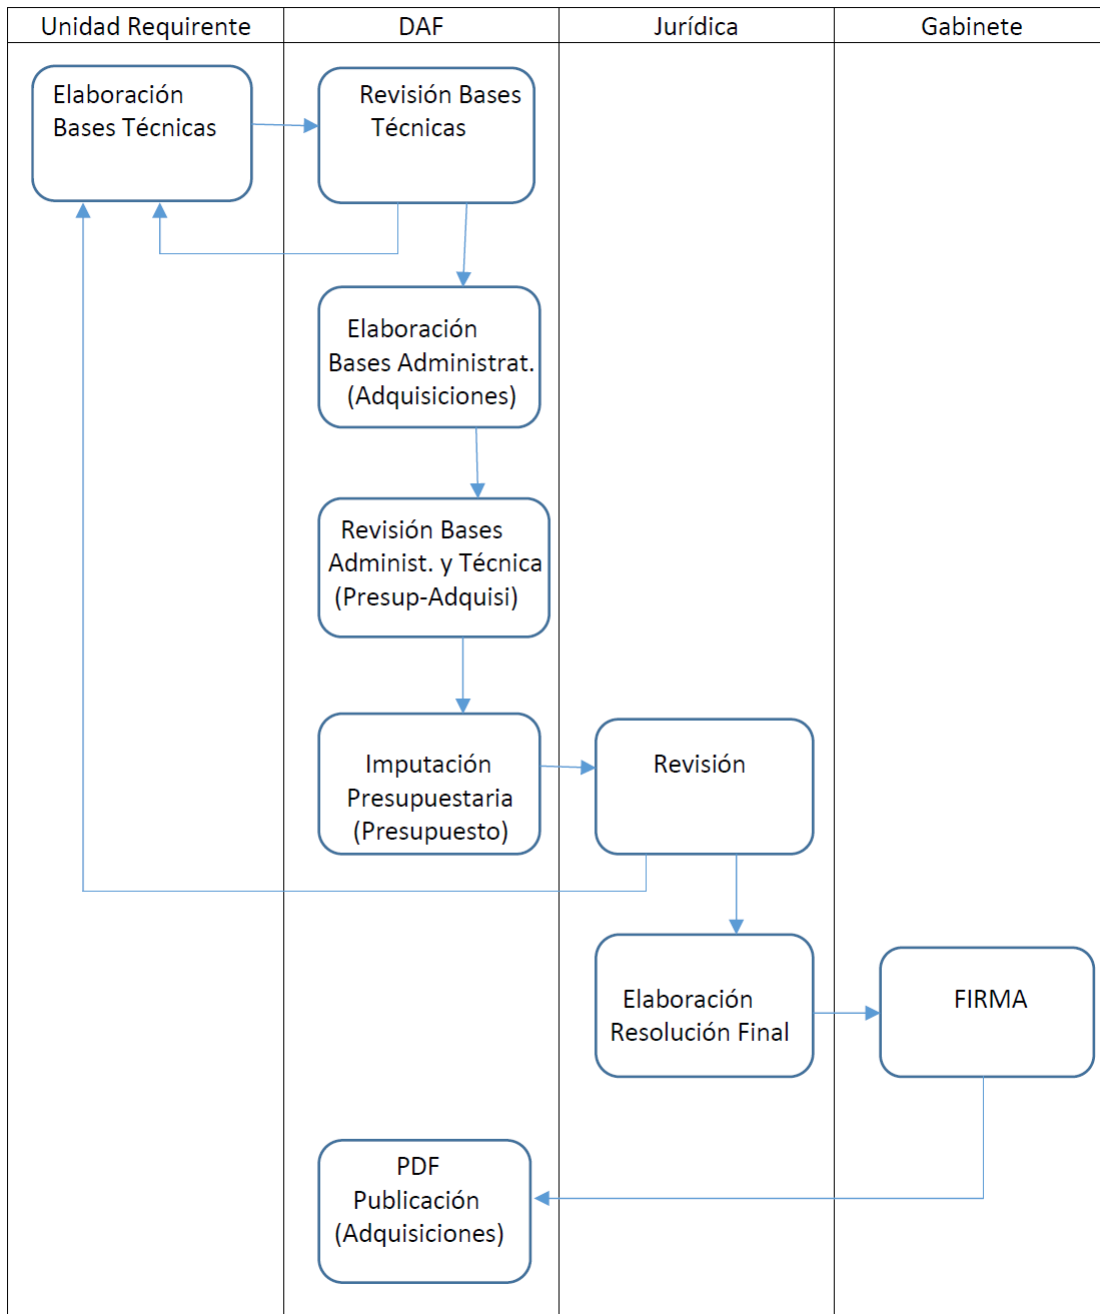 Unidad Requirente
DAF
Jurídica
Gabinete
Elaboración
Bases Técnicas
Revisión Bases
Técnicas
Elaboración
Bases Administrat.
(Adquisiciones)
Revisión Bases
Administ. y Técnica
(Presup-Adquisi)
Imputación
Presupuestaria
(Presupuesto)
Revisión
Elaboración
Resolución Final
FIRMA
PDF
Publicación
(Adquisiciones)